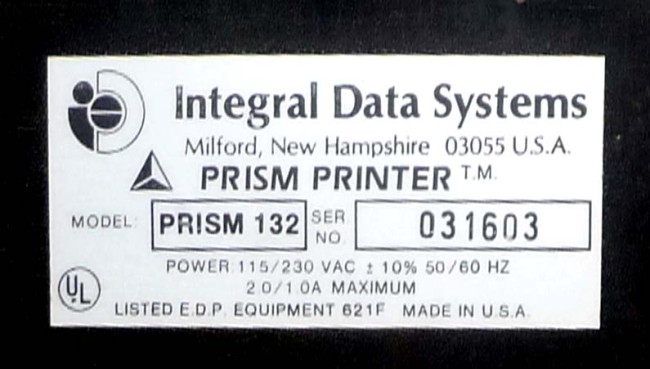 Integral Data Systems
Milford, New Hampshire 03055 U.S.A.
PRISM PRINTER T.M.
MODEL: PRISM 132 SER NO. 031603
POWER: 115/230 VAC ± 10% 50/60 HZ
2.0/1.0A MAXIMUM
UL
LISTED E.D.P. EQUIPMENT 621F MADE IN U.S.A.